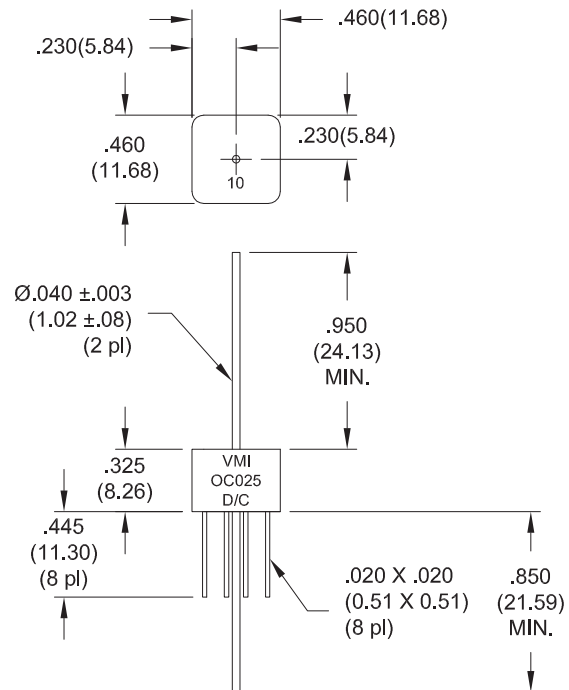 .460(11.68)
.230(5.84)
.460
(11.68)
.230(5.84)
10
Ø.040 ±.003
(1.02 ±.08)
(2 pl)
.950
(24.13)
MIN.
.325
(8.26)
VMI
OC025
D/C
.445
(11.30)
(8 pl)
.020 X .020
(0.51 X 0.51)
(8 pl)
.850
(21.59)
MIN.